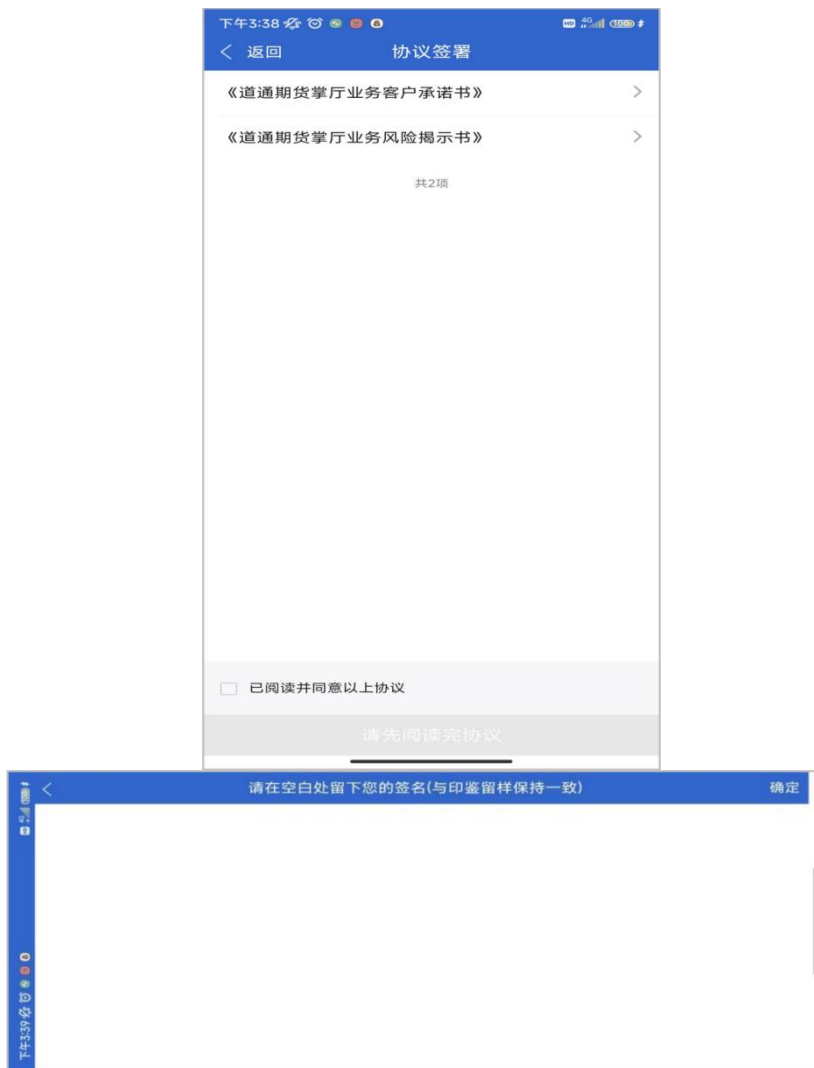 下午3:38
HD 4G 100
返回 协议签署
《道通期货掌厅业务客户承诺书》
《道通期货掌厅业务风险揭示书》
共2项
已阅读并同意以上协议
请先阅读完协议
请在空白处留下您的签名(与印鉴留样保持一致) 确定
下午3:39